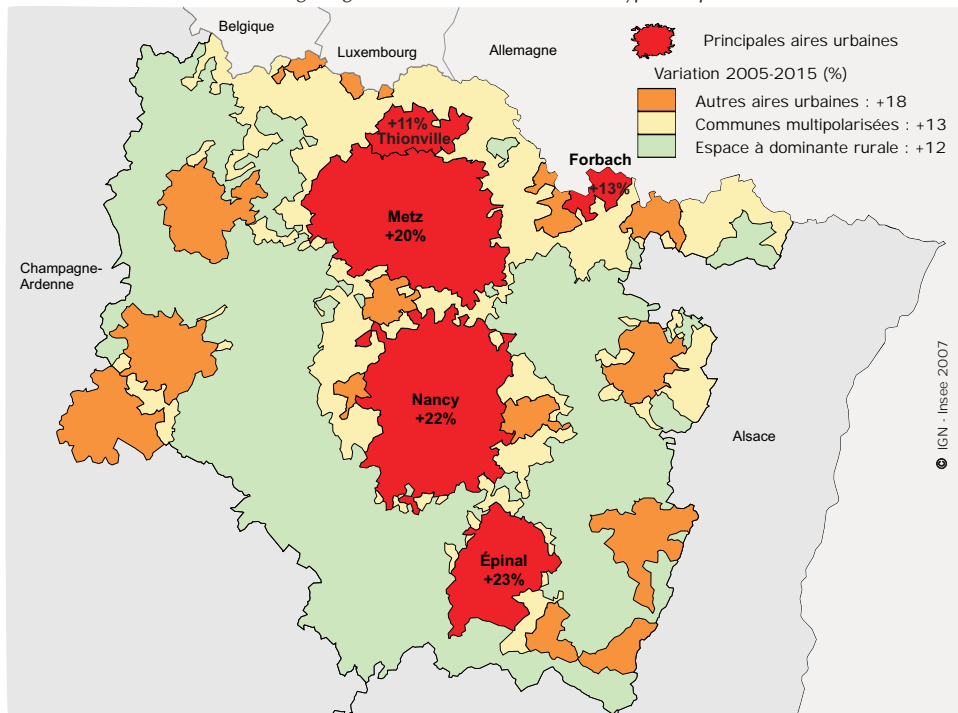 Belgique
Luxembourg
Allemagne
Principales aires urbaines
Variation 2005-2015 (%)
Autres aires urbaines : +18
Communes multipolarisées : +13
Espace à dominante rurale : +12
+11%
Thionville
Forbach
+13%
Metz
+20%
Champagne-
Ardenne
Nancy
+22%
Alsace
© IGN - Insee 2007
Épinal
+23%